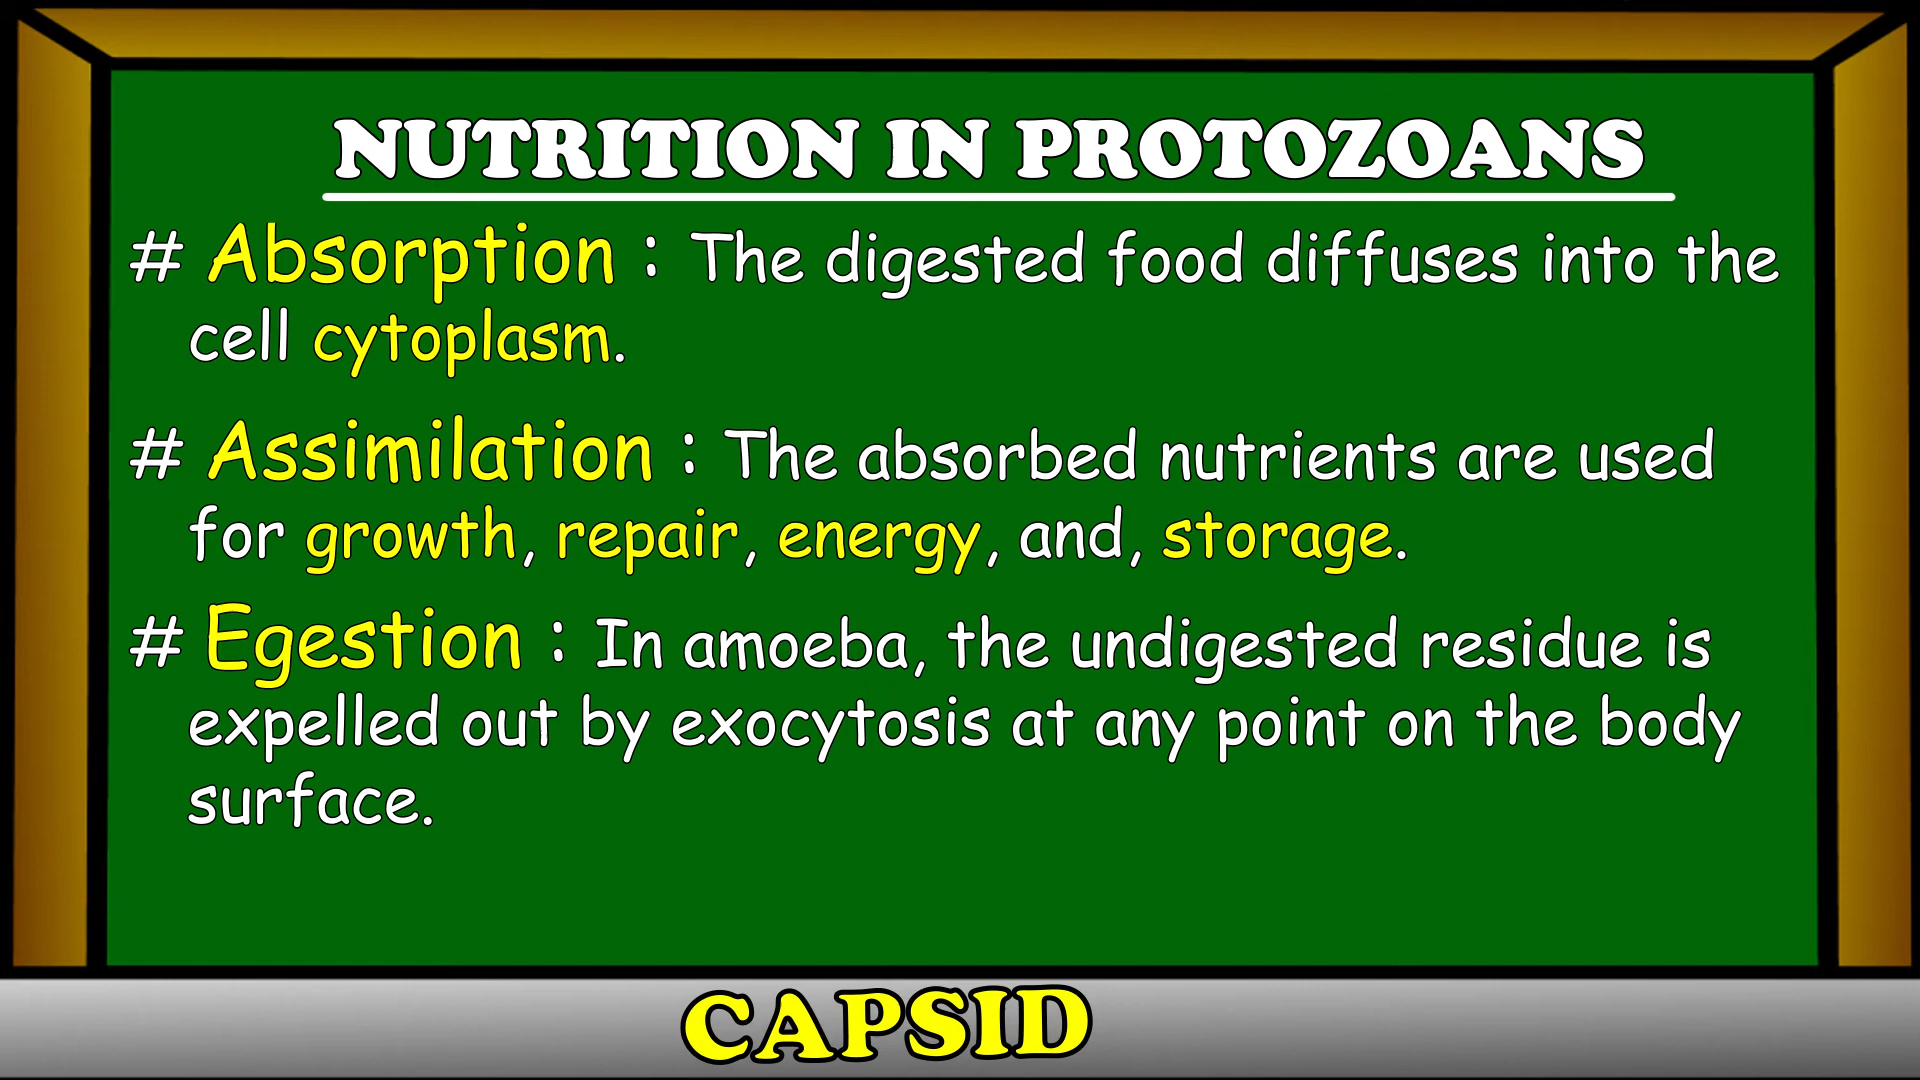 NUTRITION IN PROTOZOANS
# Absorption : The digested food diffuses into the
cell cytoplasm.
# Assimilation : The absorbed nutrients are used
for growth, repair, energy, and, storage.
# Egestion : In amoeba, the undigested residue is
expelled out by exocytosis at any point on the body
surface.
CAPSID